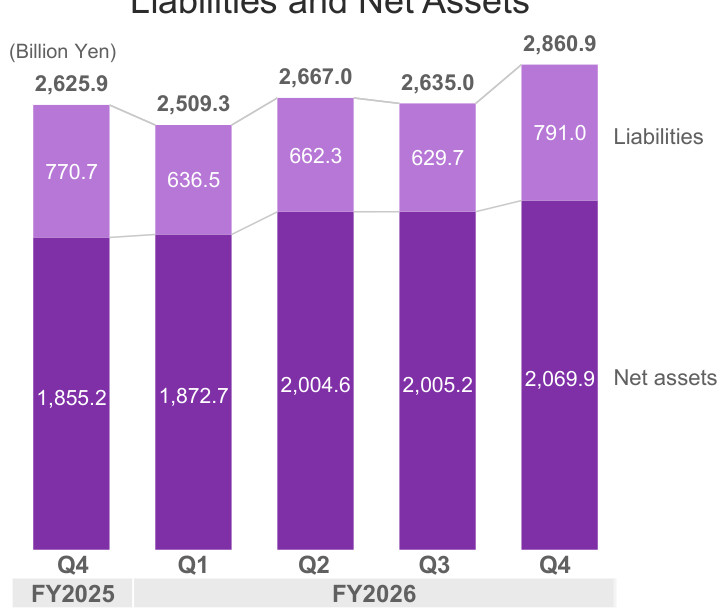 Liabilities and Net Assets
(Billion Yen)
2,625.9
2,509.3
2,667.0
2,635.0
2,860.9
770.7
636.5
662.3
629.7
791.0
Liabilities
1,855.2
1,872.7
2,004.6
2,005.2
2,069.9
Net assets
Q4
Q1
Q2
Q3
Q4
FY2025
FY2026